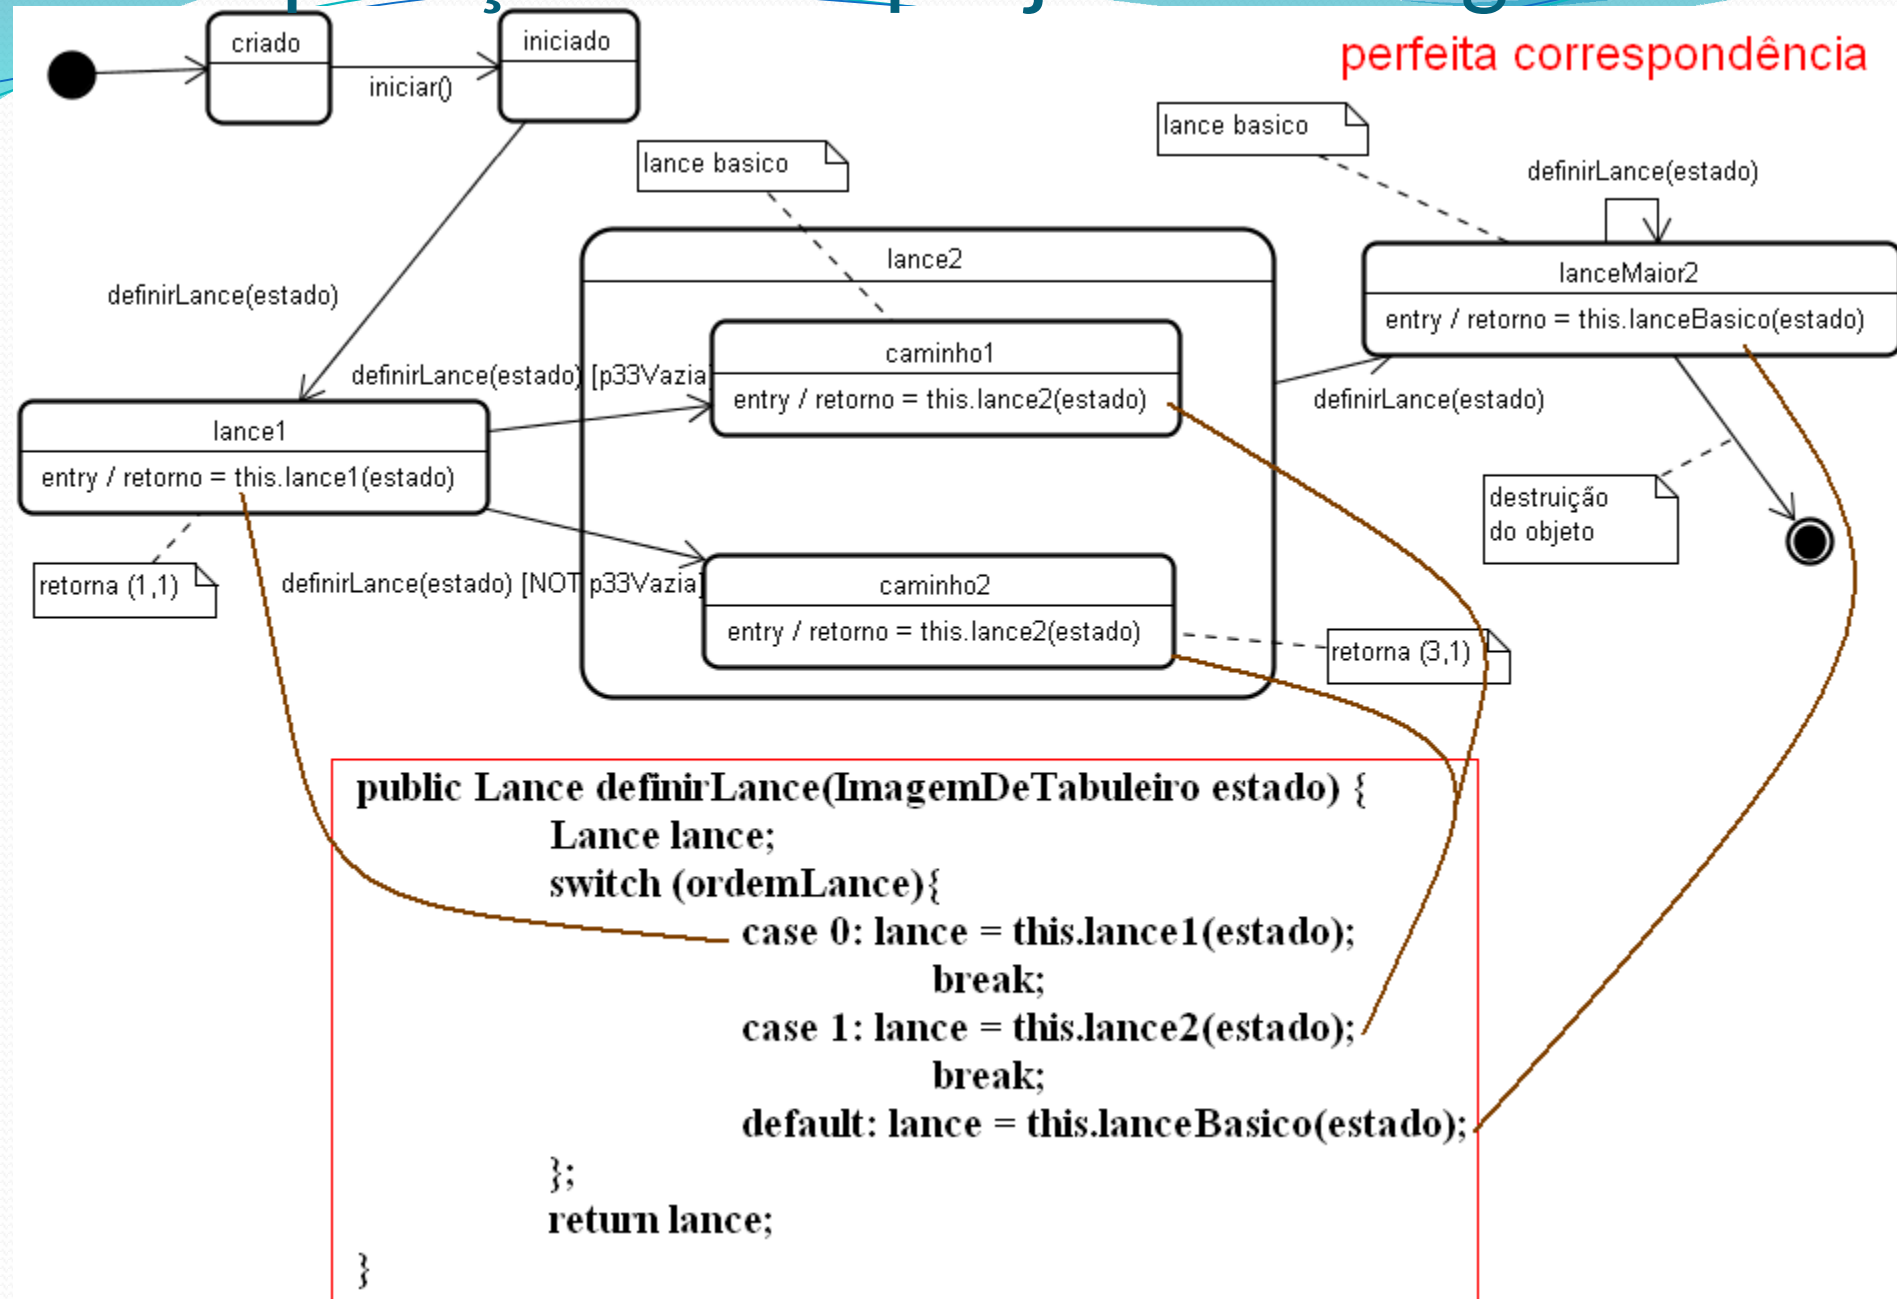 perfeita correspondência
criado
iniciado
iniciar()
lance basico
lance basico
definirLance(estado)
lance2
lanceMaior2
entry / retorno = this.lanceBasico(estado)
definirLance(estado)
caminho1
entry / retorno = this.lance2(estado)
definirLance(estado) [p33Vazia]
definirLance(estado)
lance1
entry / retorno = this.lance1(estado)
destruição
do objeto
retorna (1,1)
definirLance(estado) [NOT p33Vazia]
caminho2
entry / retorno = this.lance2(estado)
retorna (3,1)
public Lance definirLance(ImagemDeTabuleiro estado) {
Lance lance;
switch (ordemLance){
case 0: lance = this.lance1(estado);
break;
case 1: lance = this.lance2(estado);
break;
default: lance = this.lanceBasico(estado);
};
return lance;
}